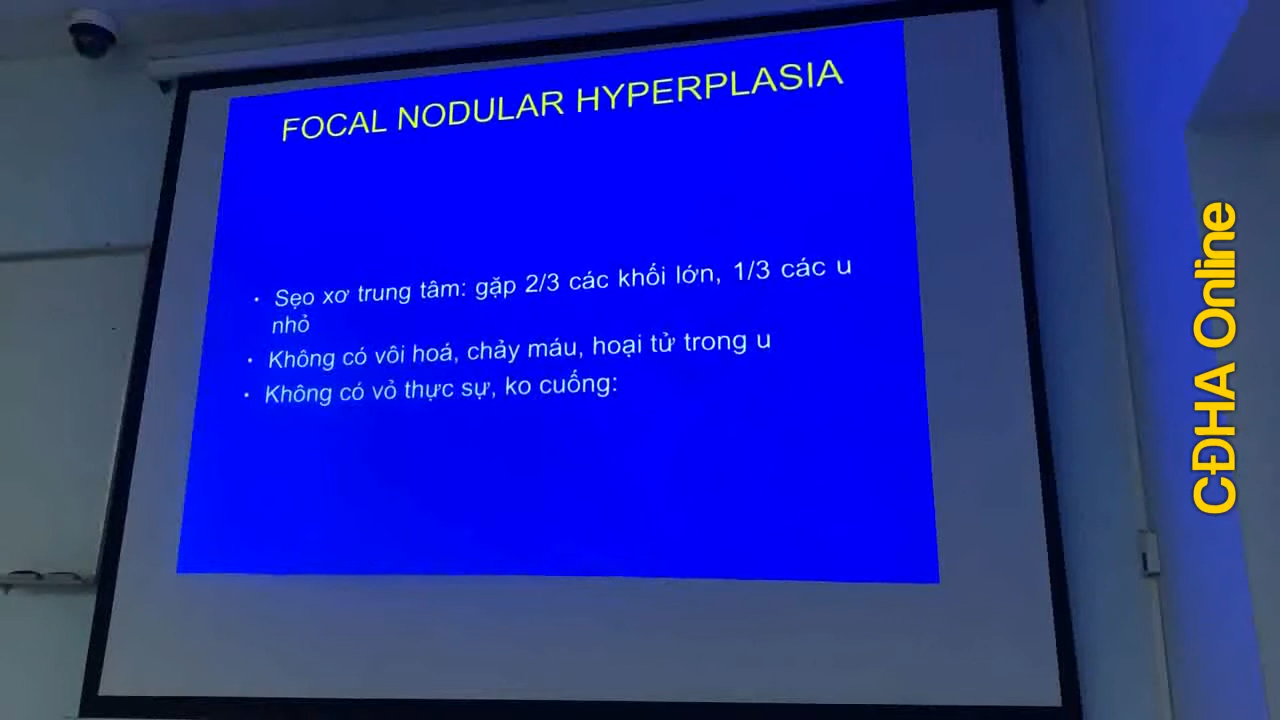 FOCAL NODULAR HYPERPLASIA
• Sẹo xơ trung tâm: gặp 2/3 các khối lớn, 1/3 các u
nhỏ
• Không có vôi hoá, chảy máu, hoại tử trong u
• Không có vỏ thực sự, ko cuống:
CĐHA Online